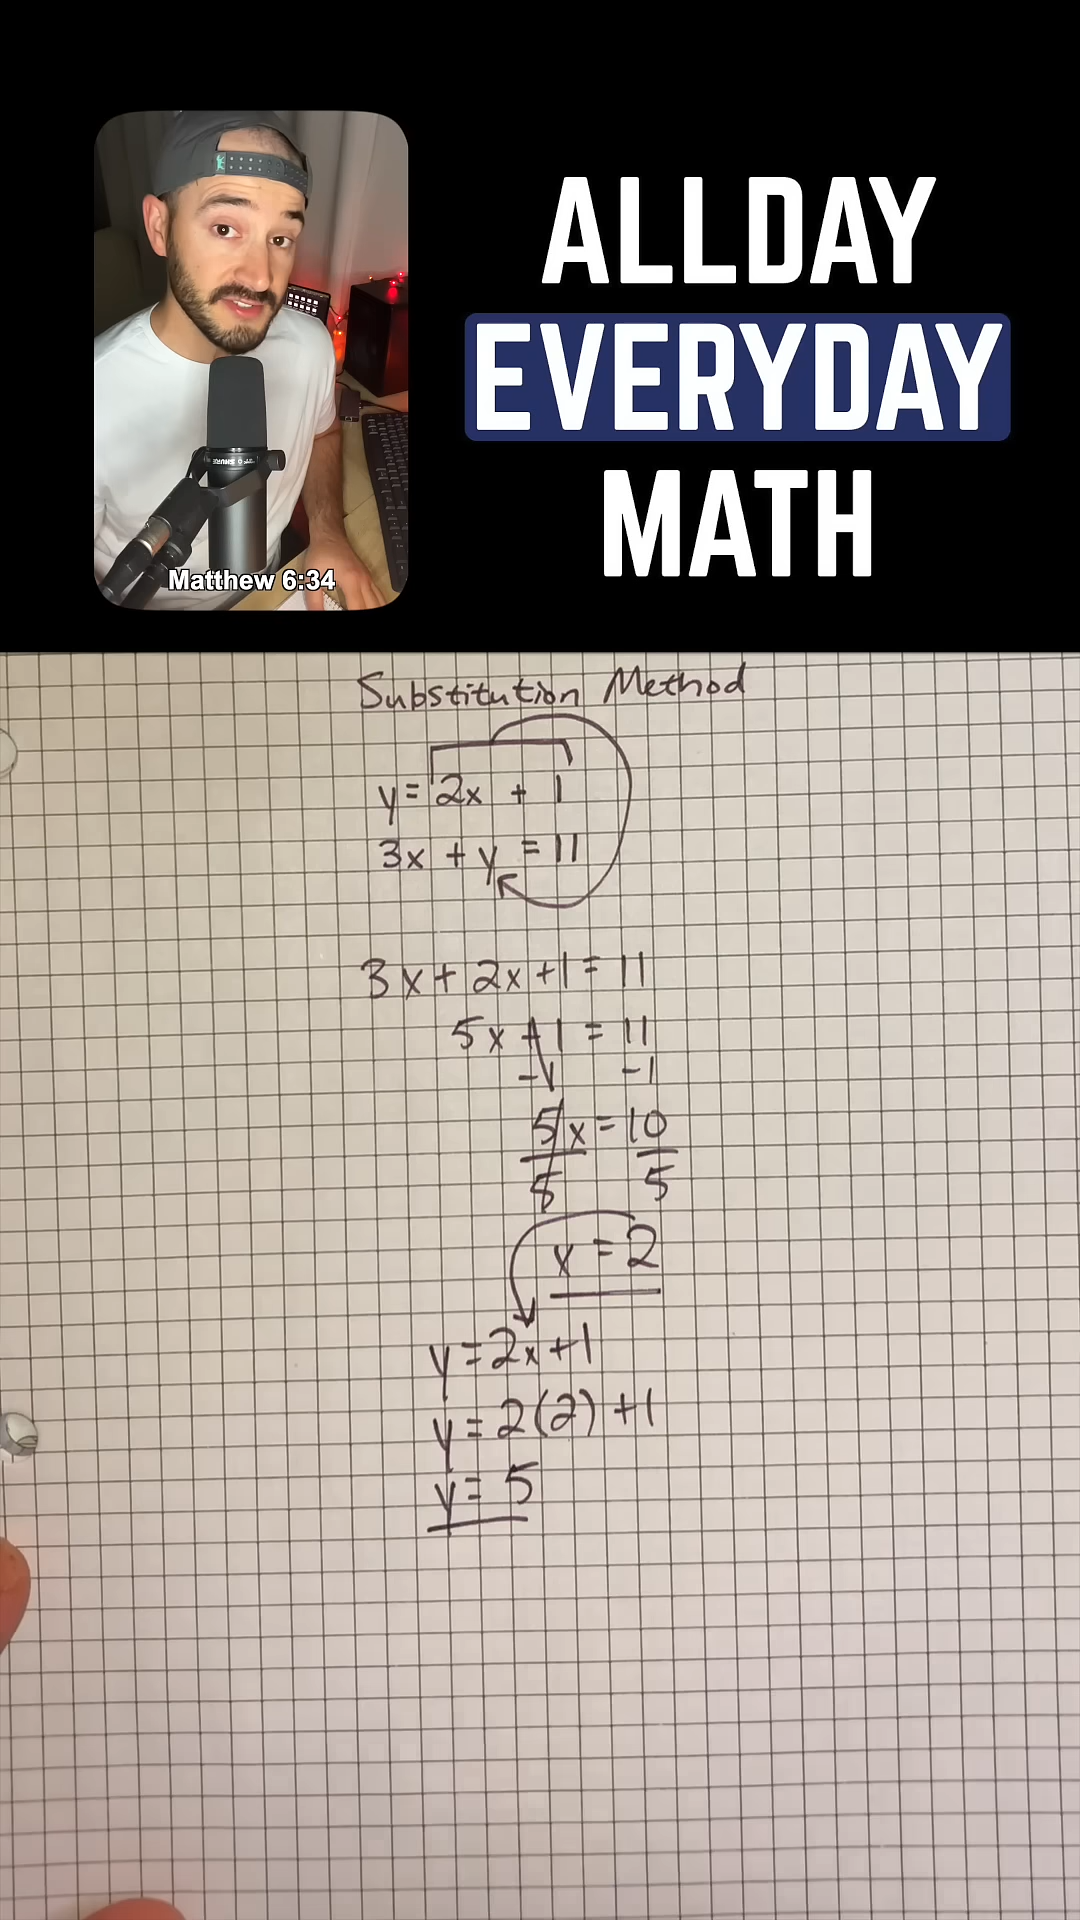 ALLDAY
EVERYDAY
MATH
SHURE
Matthew 6:34
Substitution Method
y = 2x + 1
3x + y = 11
3x + 2x + 1 = 11
5x + 1 = 11
-1 -1
5x = 10
5 5
x = 2
y = 2x + 1
y = 2(2) + 1
y = 5